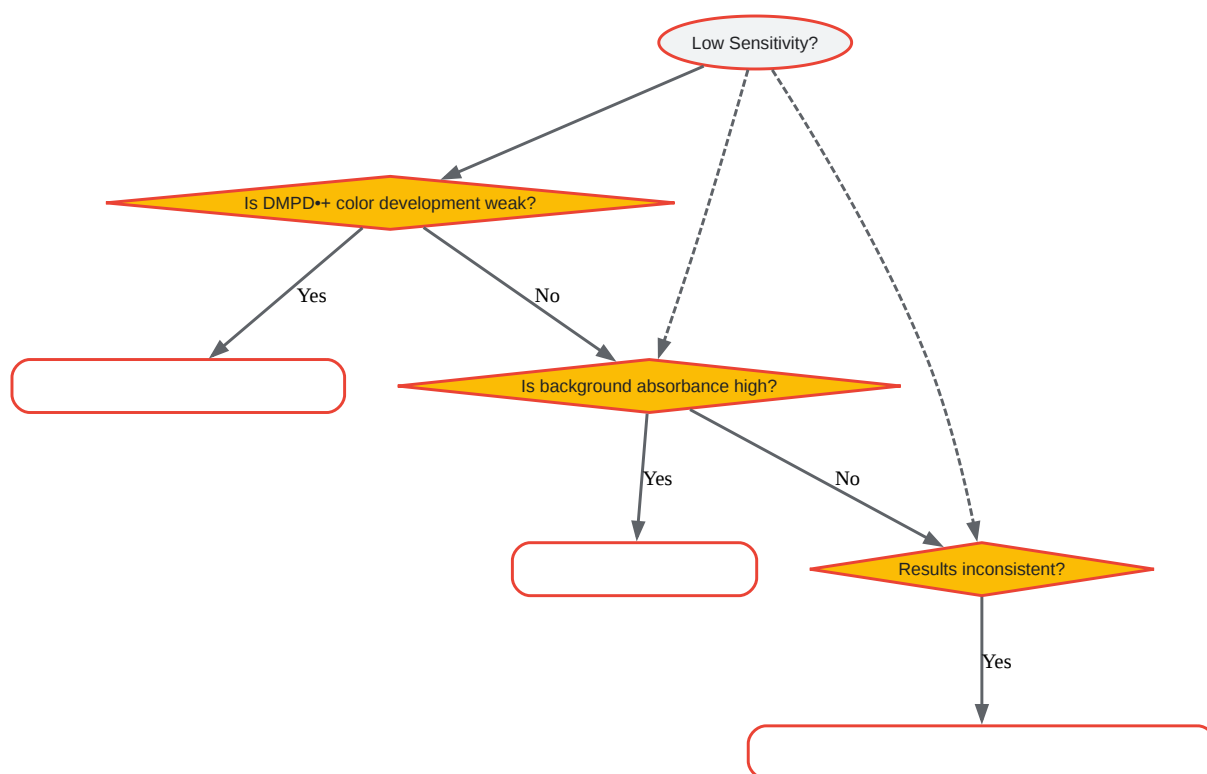 Low Sensitivity?
Is DMPD•+ color development weak?
Yes
No
Is background absorbance high?
Yes
No
Results inconsistent?
Yes